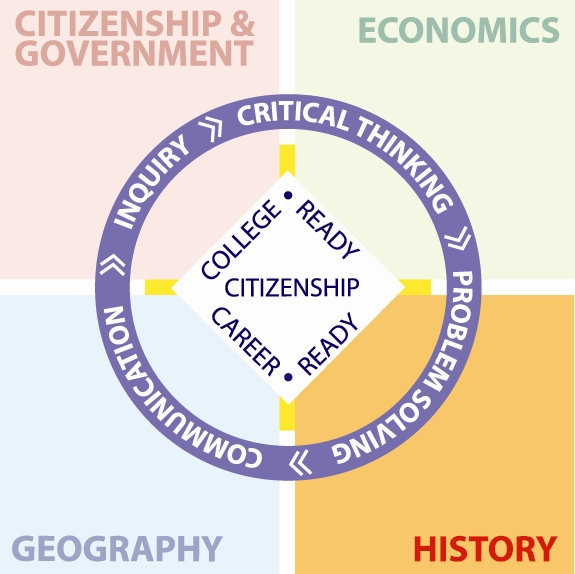 CITIZENSHIP &
GOVERNMENT
ECONOMICS
INQUIRY
CRITICAL THINKING
PROBLEM SOLVING
COMMUNICATION
COLLEGE
READY
CITIZENSHIP
CAREER
READY
GEOGRAPHY
HISTORY